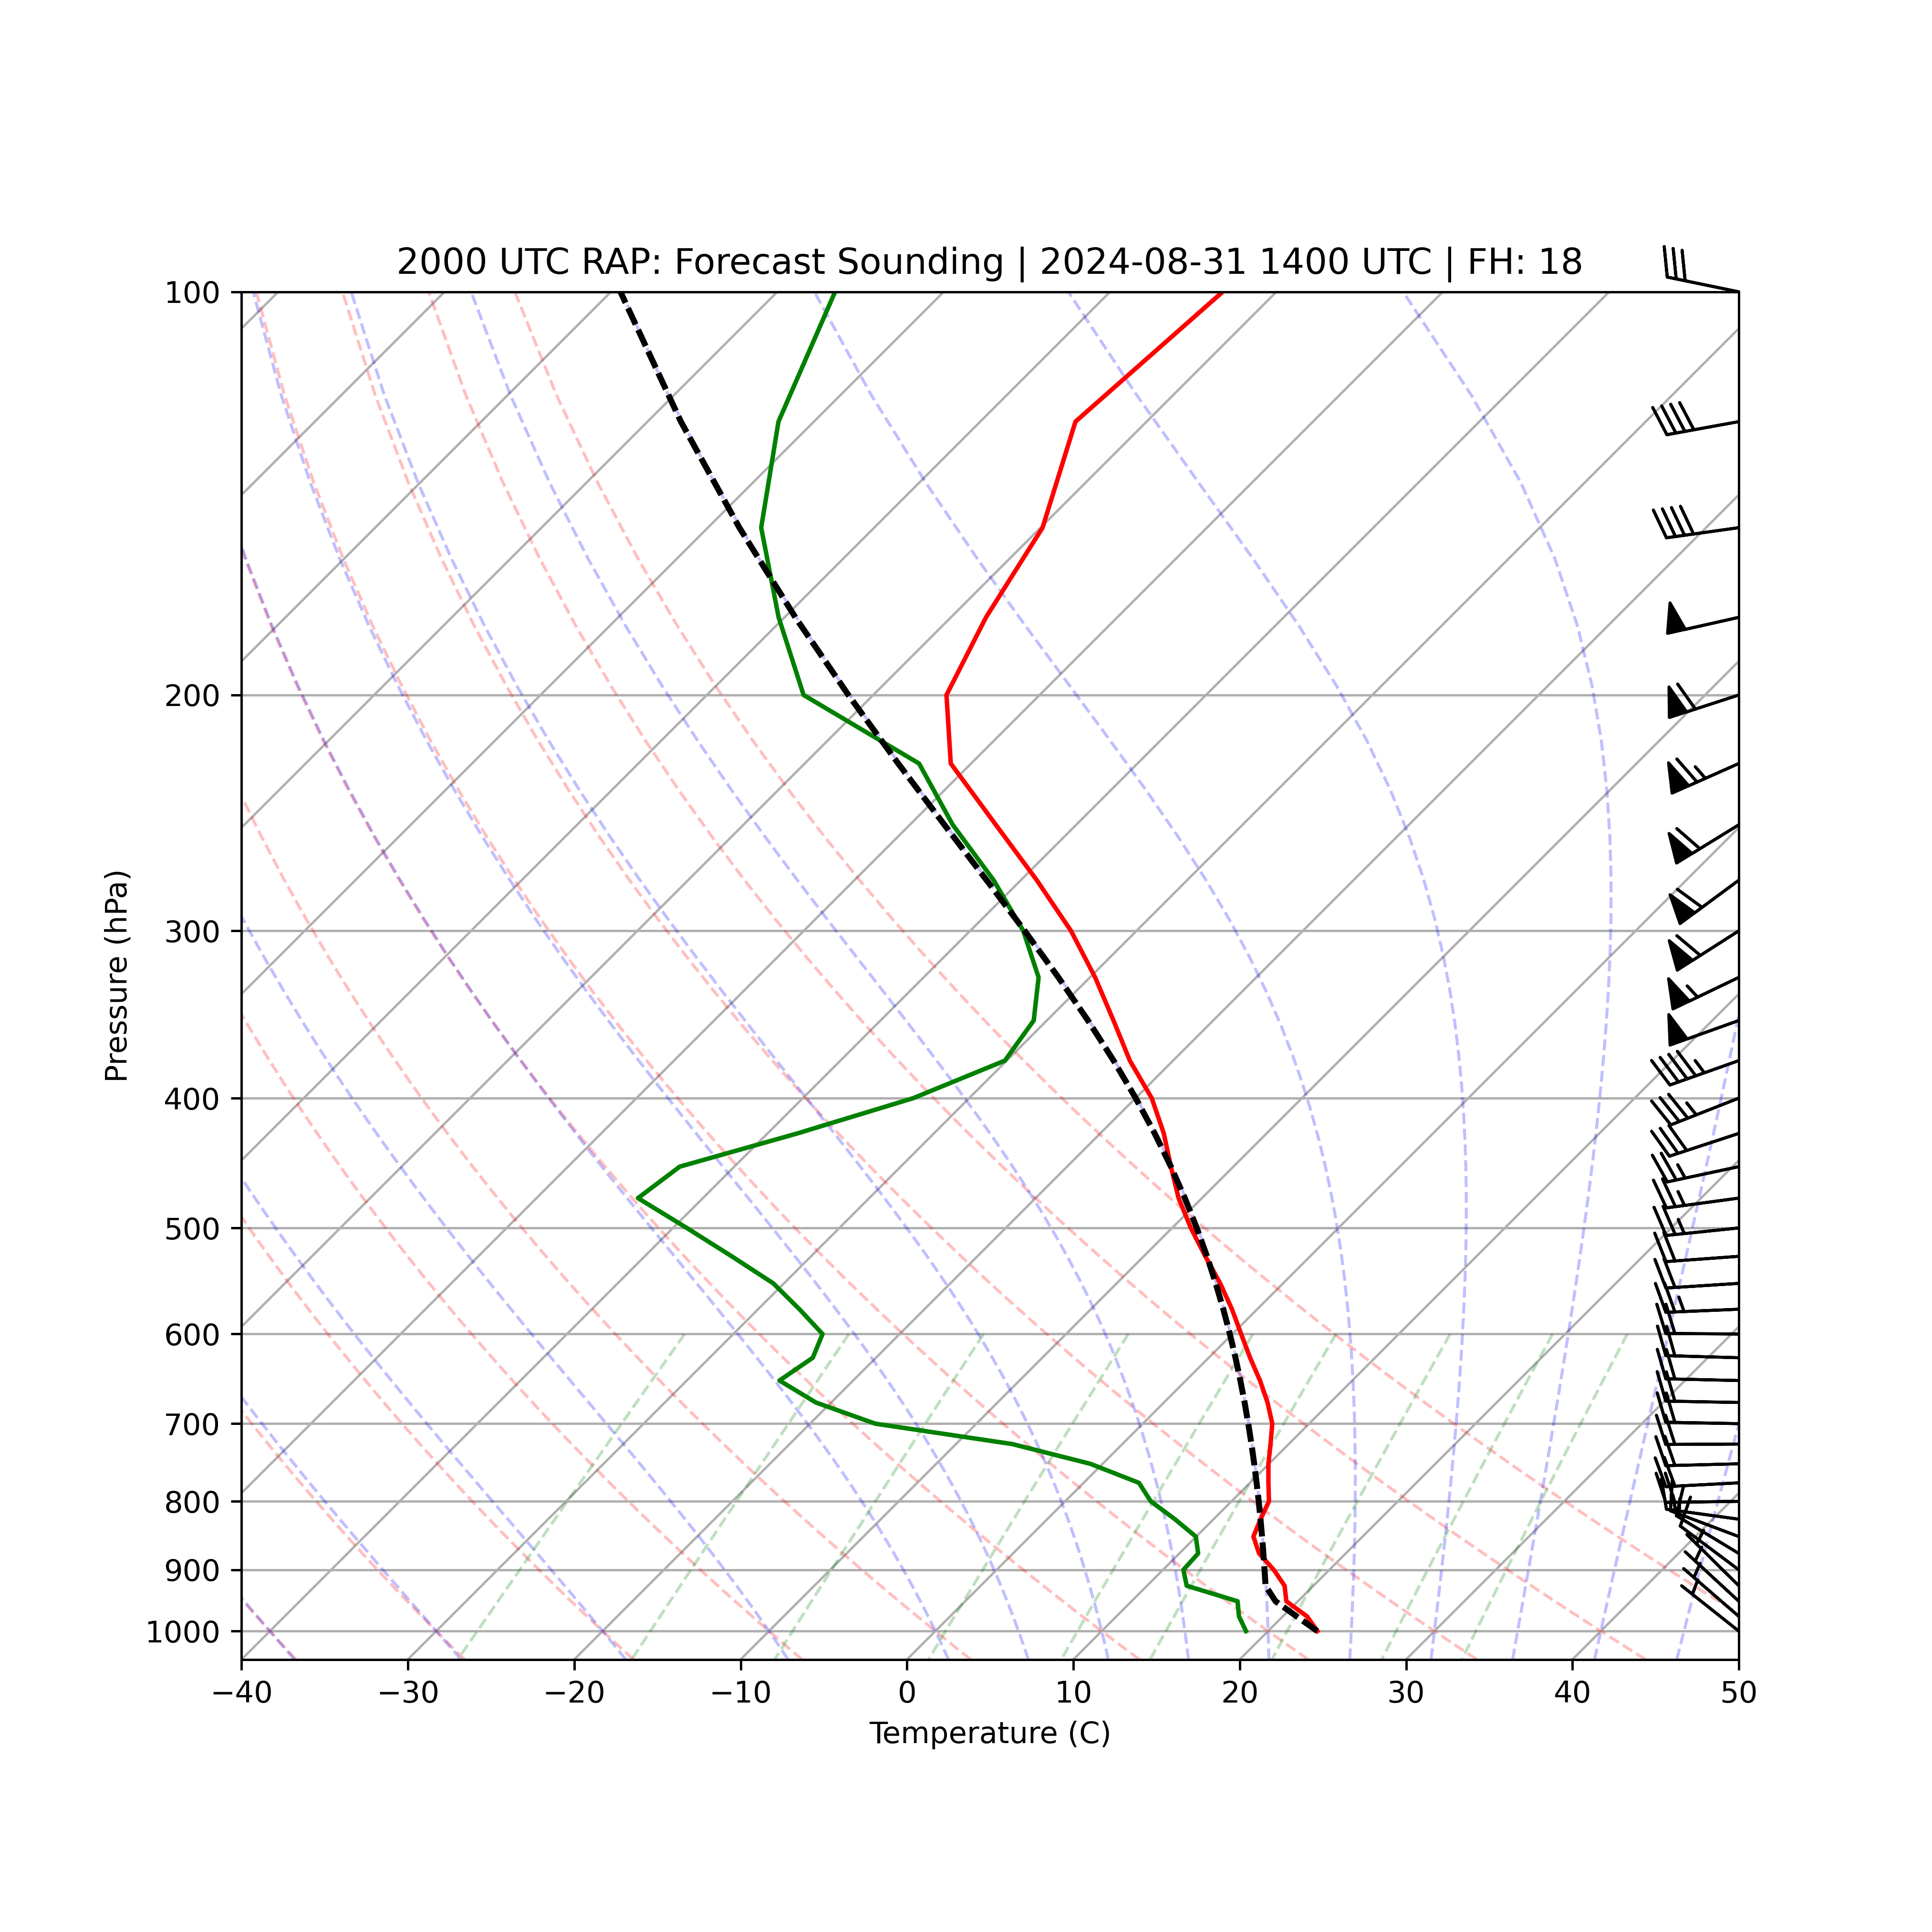 2000 UTC RAP: Forecast Sounding | 2024-08-31 1400 UTC | FH: 18
100
200
300
400
500
600
700
800
900
1000
Pressure (hPa)
−40 −30 −20 −10 0 10 20 30 40 50
Temperature (C)